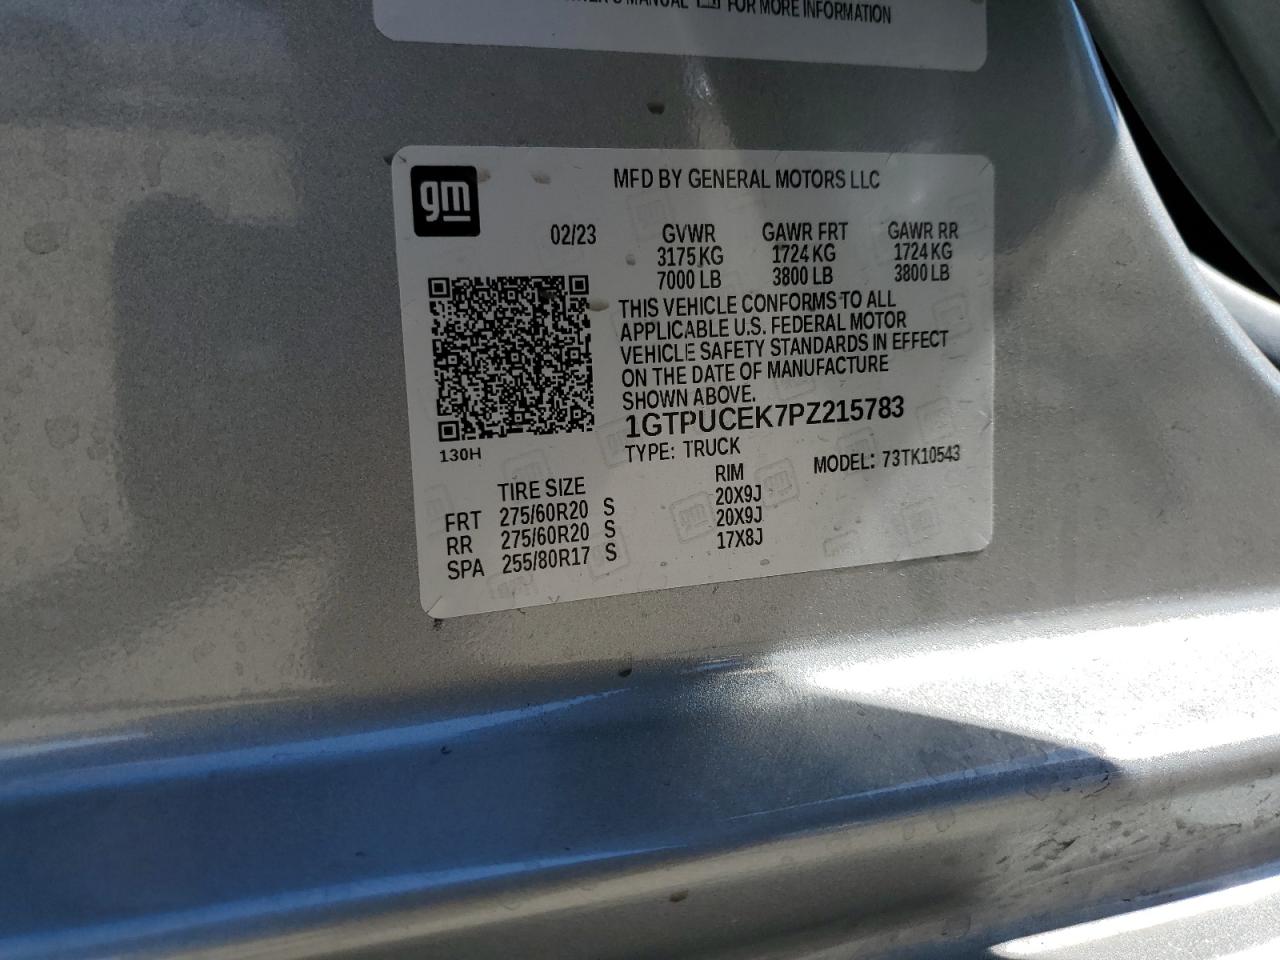 MANUAL FOR MORE INFORMATION
gm
MFD BY GENERAL MOTORS LLC
02/23 GVWR GAWR FRT GAWR RR
3175 KG 1724 KG 1724 KG
7000 LB 3800 LB 3800 LB
THIS VEHICLE CONFORMS TO ALL
APPLICABLE U.S. FEDERAL MOTOR
VEHICLE SAFETY STANDARDS IN EFFECT
ON THE DATE OF MANUFACTURE
SHOWN ABOVE.
1GTPUCEK7PZ215783
130H
TYPE: TRUCK MODEL: 73TK10543
TIRE SIZE RIM
FRT 275/60R20 S 20X9J
RR 275/60R20 S 20X9J
SPA 255/80R17 S 17X8J